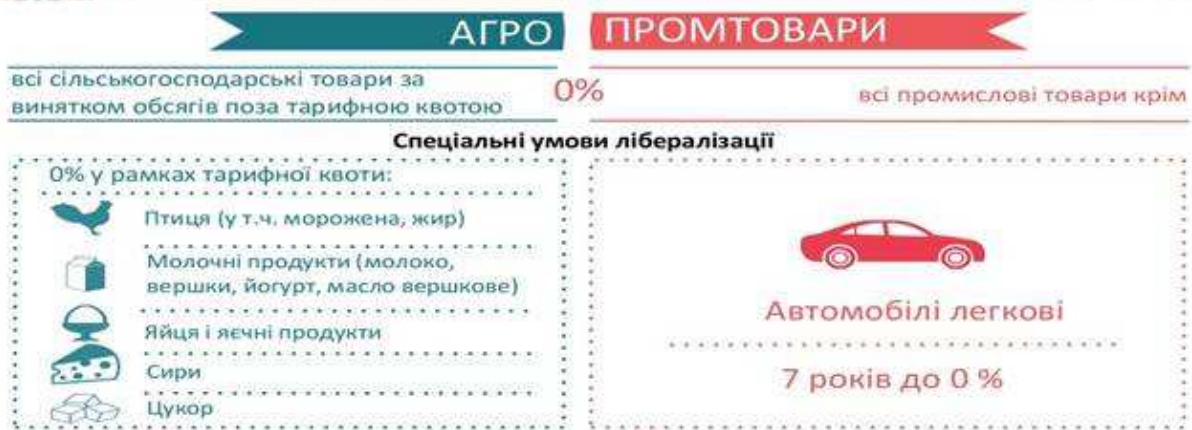 АГРО
ПРОМТОВАРИ
всі сільськогосподарські товари за
винятком обсягів поза тарифною квотою
0%
всі промислові товари крім
Спеціальні умови лібералізації
0% у рамках тарифної квоти:
Птиця (у т.ч. морожена, жир)
Молочні продукти (молоко,
вершки, йогурт, масло вершкове)
Яйця і яєчні продукти
Сири
Цукор
Автомобілі легкові
7 років до 0 %